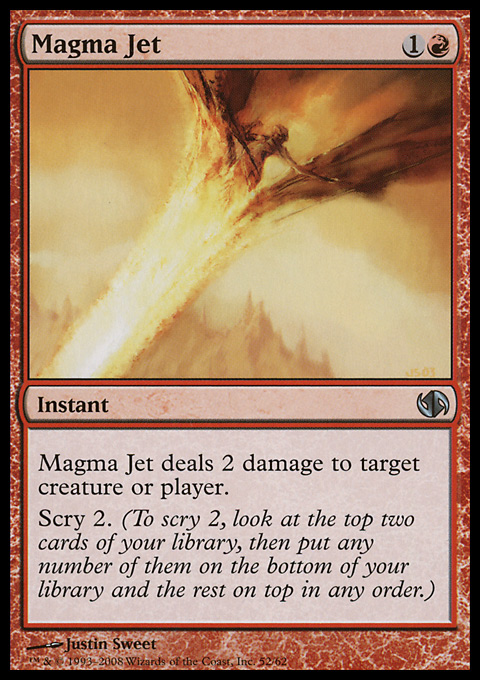 Magma Jet 1
Instant
Magma Jet deals 2 damage to target
creature or player.
Scry 2. (To scry 2, look at the top two
cards of your library, then put any
number of them on the bottom of your
library and the rest on top in any order.)
Justin Sweet
™ & © 1993-2008 Wizards of the Coast, Inc. 52/62